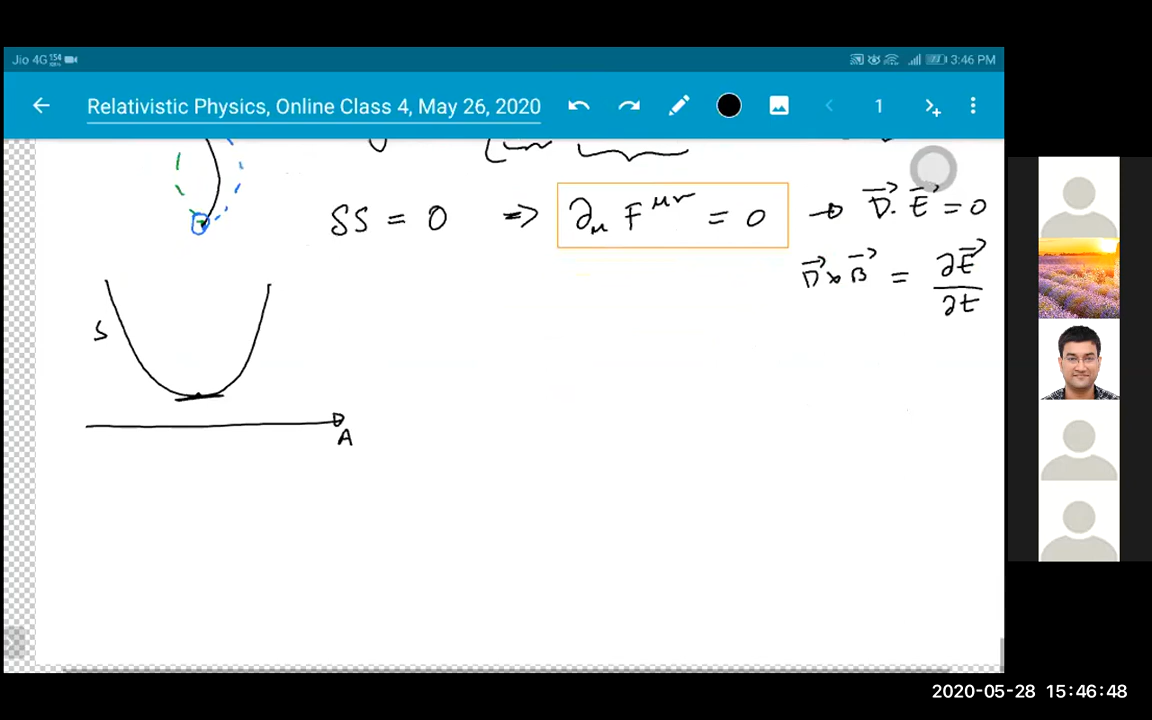 Jio 4G 3:46 PM
Relativistic Physics, Online Class 4, May 26, 2020 1
δS = 0 ⇒ ∂_μ F^{μν} = 0 → ∇⃗. E⃗ = 0
∇⃗ × B⃗ = ∂E⃗/∂t
S
A
2020-05-28 15:46:48